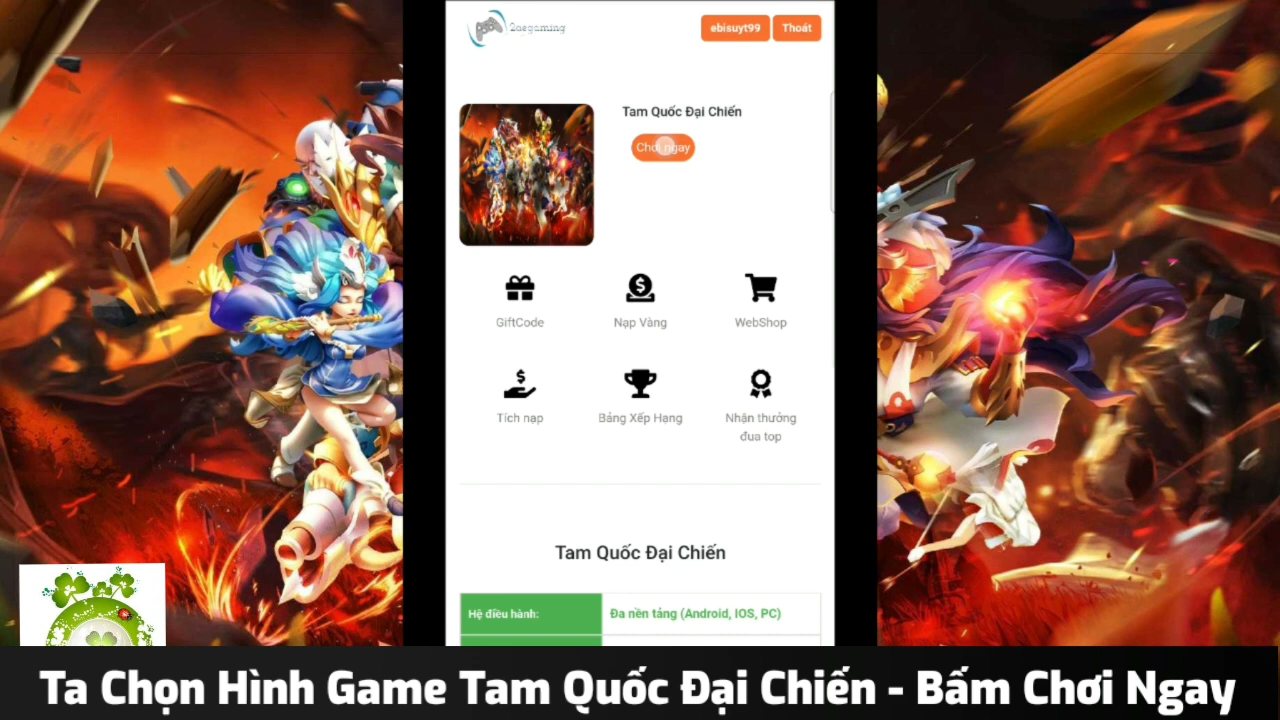 2aegaming
ebisuyt99
Thoát
Tam Quốc Đại Chiến
Chơi ngay
GiftCode
Nạp Vàng
WebShop
Tích nạp
Bảng Xếp Hạng
Nhận thưởng
đua top
Tam Quốc Đại Chiến
Hệ điều hành:
Đa nền tảng (Android, IOS, PC)
Ta Chọn Hình Game Tam Quốc Đại Chiến - Bấm Chơi Ngay